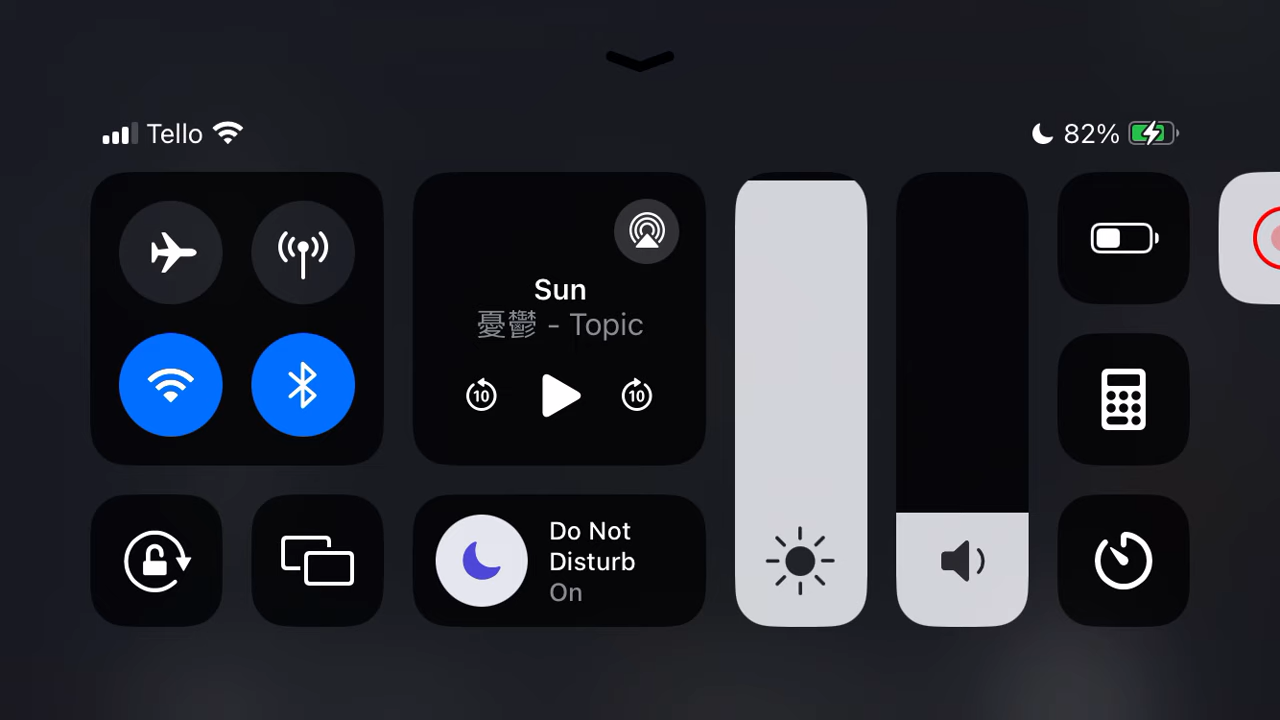 Tello
82%
Sun
憂鬱 - Topic
10
10
Do Not
Disturb
On